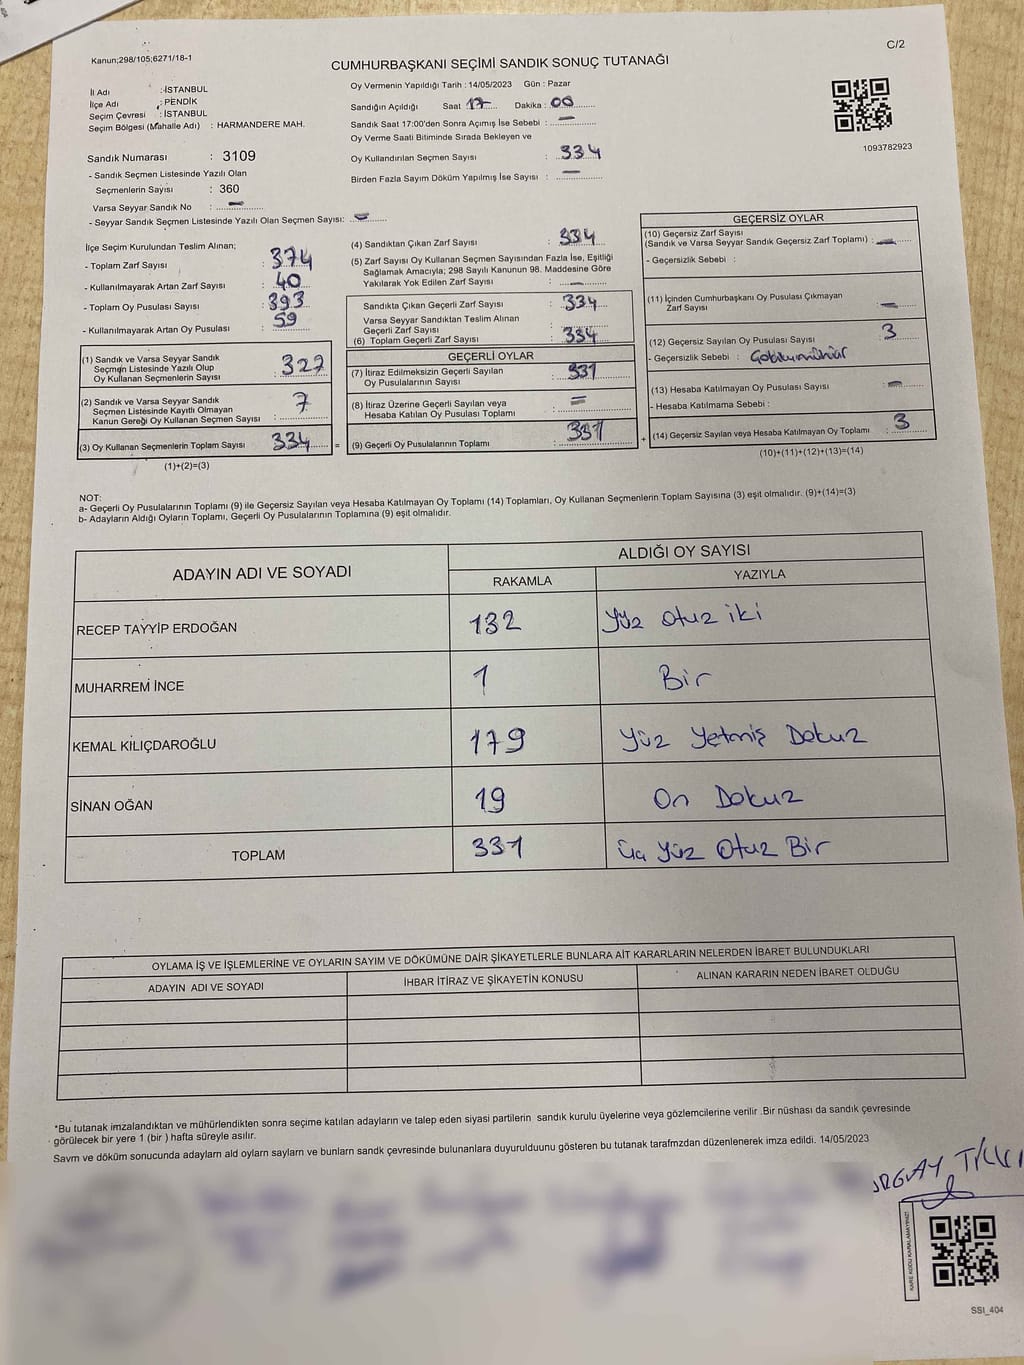 C/2
Kanun;298/105;6271/18-1
CUMHURBAŞKANI SEÇİMİ SANDIK SONUÇ TUTANAĞI
İl Adı : İSTANBUL
İlçe Adı : PENDİK
Seçim Çevresi : İSTANBUL
Seçim Bölgesi (Mahalle Adı) : HARMANDERE MAH.
Sandık Numarası : 3109
- Sandık Seçmen Listesinde Yazılı Olan
Seçmenlerin Sayısı : 360
Varsa Seyyar Sandık No : –
- Seyyar Sandık Seçmen Listesinde Yazılı Olan Seçmen Sayısı: –
Oy Vermenin Yapıldığı Tarih : 14/05/2023 Gün : Pazar
Sandığın Açıldığı Saat 17 Dakika : 00
Sandık Saat 17:00'den Sonra Açımış İse Sebebi : –
Oy Verme Saati Bitiminde Sırada Bekleyen ve
Oy Kullandırılan Seçmen Sayısı : 334
Birden Fazla Sayım Döküm Yapılmış İse Sayısı : –
1093782923
İlçe Seçim Kurulundan Teslim Alınan;
- Toplam Zarf Sayısı : 374
- Kullanılmayarak Artan Zarf Sayısı : 40
- Toplam Oy Pusulası Sayısı : 393
- Kullanılmayarak Artan Oy Pusulası : 59
(1) Sandık ve Varsa Seyyar Sandık
Seçmen Listesinde Yazılı Olup
Oy Kullanan Seçmenlerin Sayısı : 327
(2) Sandık ve Varsa Seyyar Sandık
Seçmen Listesinde Kayıtlı Olmayan
Kanun Gereği Oy Kullanan Seçmen Sayısı : 7
(3) Oy Kullanan Seçmenlerin Toplam Sayısı : 334 =
(1)+(2)=(3)
(4) Sandıktan Çıkan Zarf Sayısı : 334
(5) Zarf Sayısı Oy Kullanan Seçmen Sayısından Fazla İse, Eşitliği
Sağlamak Amacıyla; 298 Sayılı Kanunun 98. Maddesine Göre
Yakılarak Yok Edilen Zarf Sayısı : –
Sandıkta Çıkan Geçerli Zarf Sayısı : 334
Varsa Seyyar Sandıktan Teslim Alınan
Geçerli Zarf Sayısı :
(6) Toplam Geçerli Zarf Sayısı : 334
GEÇERLİ OYLAR
(7) İtiraz Edilmeksizin Geçerli Sayılan
Oy Pusulalarının Sayısı : 331
(8) İtiraz Üzerine Geçerli Sayılan veya
Hesaba Katılan Oy Pusulası Toplamı : –
(9) Geçerli Oy Pusulalarının Toplamı : 331 +
GEÇERSİZ OYLAR
(10) Geçersiz Zarf Sayısı
(Sandık ve Varsa Seyyar Sandık Geçersiz Zarf Toplamı) : –
- Geçersizlik Sebebi :
(11) İçinden Cumhurbaşkanı Oy Pusulası Çıkmayan
Zarf Sayısı : –
(12) Geçersiz Sayılan Oy Pusulası Sayısı : 3
- Geçersizlik Sebebi :
(13) Hesaba Katılmayan Oy Pusulası Sayısı : –
- Hesaba Katılmama Sebebi :
(14) Geçersiz Sayılan veya Hesaba Katılmayan Oy Toplamı : 3
(10)+(11)+(12)+(13)=(14)
NOT:
a- Geçerli Oy Pusulalarının Toplamı (9) ile Geçersiz Sayılan veya Hesaba Katılmayan Oy Toplamı (14) Toplamları, Oy Kullanan Seçmenlerin Toplam Sayısına (3) eşit olmalıdır. (9)+(14)=(3)
b- Adayların Aldığı Oyların Toplamı, Geçerli Oy Pusulalarının Toplamına (9) eşit olmalıdır.
ADAYIN ADI VE SOYADI ALDIĞI OY SAYISI
RAKAMLA YAZIYLA
RECEP TAYYİP ERDOĞAN 132 Yüz otuz iki
MUHARREM İNCE 1 Bir
KEMAL KILIÇDAROĞLU 179 Yüz Yetmiş Dokuz
SİNAN OĞAN 19 On Dokuz
TOPLAM 331 Üç Yüz Otuz Bir
OYLAMA İŞ VE İŞLEMLERİNE VE OYLARIN SAYIM VE DÖKÜMÜNE DAİR ŞİKAYETLERLE BUNLARA AİT KARARLARIN NELERDEN İBARET BULUNDUKLARI
ADAYIN ADI VE SOYADI İHBAR İTİRAZ VE ŞİKAYETİN KONUSU ALINAN KARARIN NEDEN İBARET OLDUĞU
*Bu tutanak imzalandıktan ve mühürlendikten sonra seçime katılan adayların ve talep eden siyasi partilerin sandık kurulu üyelerine veya gözlemcilerine verilir .Bir nüshası da sandık çevresinde
görülecek bir yere 1 (bir ) hafta süreyle asılır.
Sayım ve döküm sonucunda adayların aldı oyların sayları ve bunların sandk çevresinde bulunanlara duyurulduunu gösteren bu tutanak tarafmzdan düzenlenerek imza edildi. 14/05/2023
KARE KODU KARALAMAYINIZ!
SSI_404